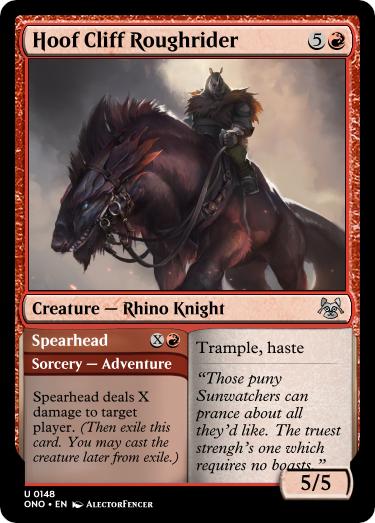 Hoof Cliff Roughrider 5
Creature — Rhino Knight
Spearhead X
Sorcery — Adventure
Spearhead deals X
damage to target
player. (Then exile this
card. You may cast the
creature later from exile.)
Trample, haste
“Those puny
Sunwatchers can
prance about all
they’d like. The truest
strengh’s one which
requires no boasts.”
5/5
U 0148
ONO • EN AlectorFencer